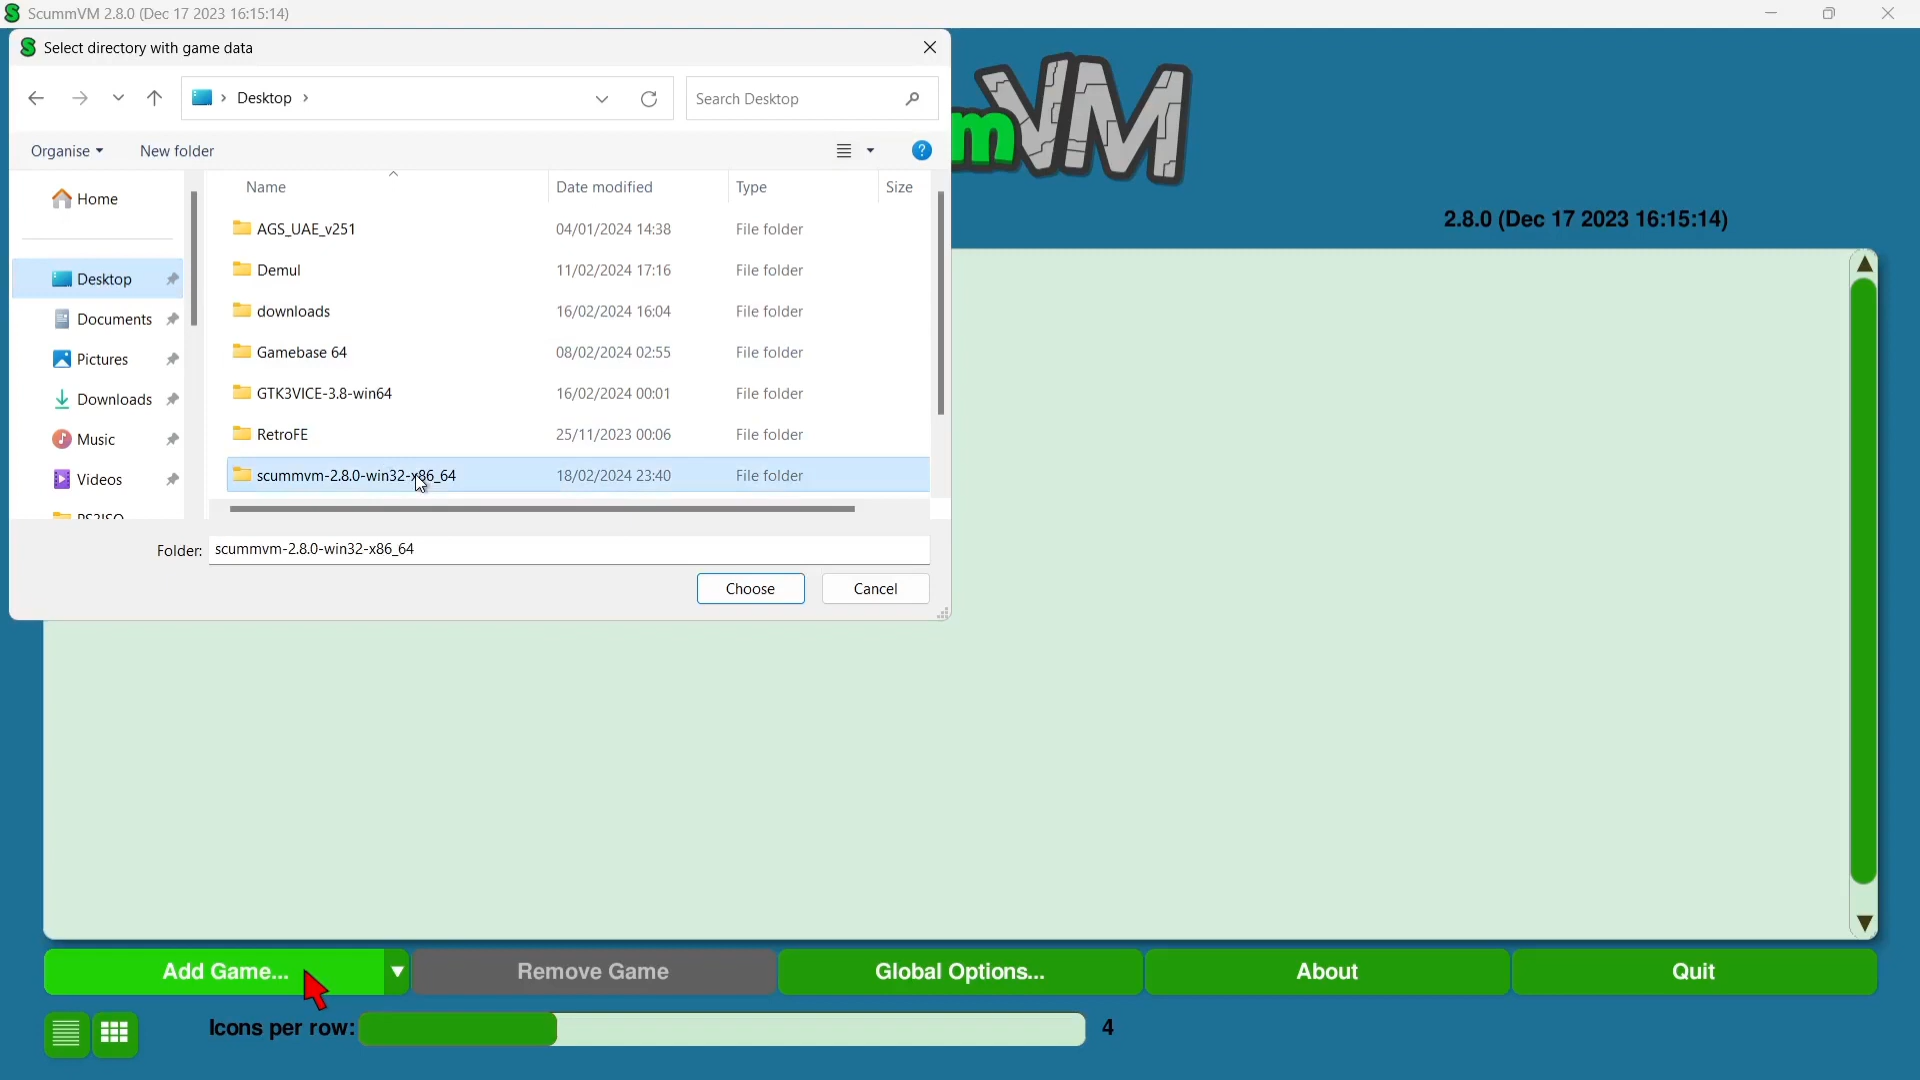 ScummVM 2.8.0 (Dec 17 2023 16:15:14)
Select directory with game data
Desktop
Search Desktop
Organise New folder
Name Date modified Type Size
Home
Desktop
Documents
Pictures
Downloads
Music
Videos
AGS_UAE_v251 04/01/2024 14:38 File folder
Demul 11/02/2024 17:16 File folder
downloads 16/02/2024 16:04 File folder
Gamebase 64 08/02/2024 02:55 File folder
GTK3VICE-3.8-win64 16/02/2024 00:01 File folder
RetroFE 25/11/2023 00:06 File folder
scummvm-2.8.0-win32-x86_64 18/02/2024 23:40 File folder
Folder: scummvm-2.8.0-win32-x86_64
Choose Cancel
mVM
2.8.0 (Dec 17 2023 16:15:14)
Add Game... Remove Game Global Options... About Quit
Icons per row: 4